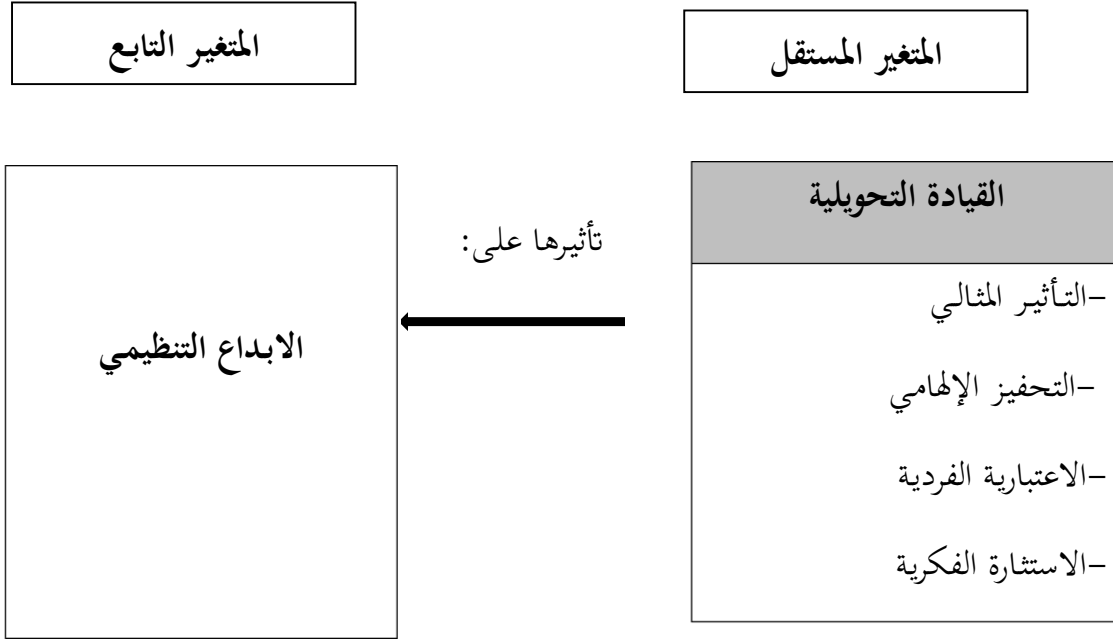 المتغير المستقل
المتغير التابع
القيادة التحويلية
-التأثير المثالي
-التحفيز الإلهامي
-الاعتبارية الفردية
-الاستثارة الفكرية
تأثيرها على:
الابداع التنظيمي